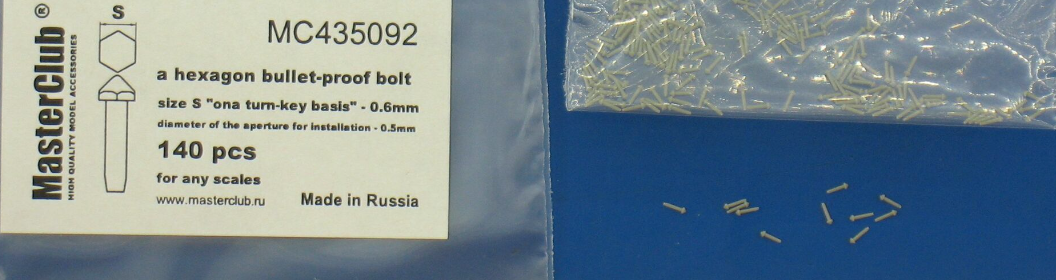 MasterClub ®
HIGH QUALITY MODEL ACCESSORIES
S
MC435092
a hexagon bullet-proof bolt
size S "ona turn-key basis" - 0.6mm
diameter of the aperture for installation - 0.5mm
140 pcs
for any scales
www.masterclub.ru Made in Russia